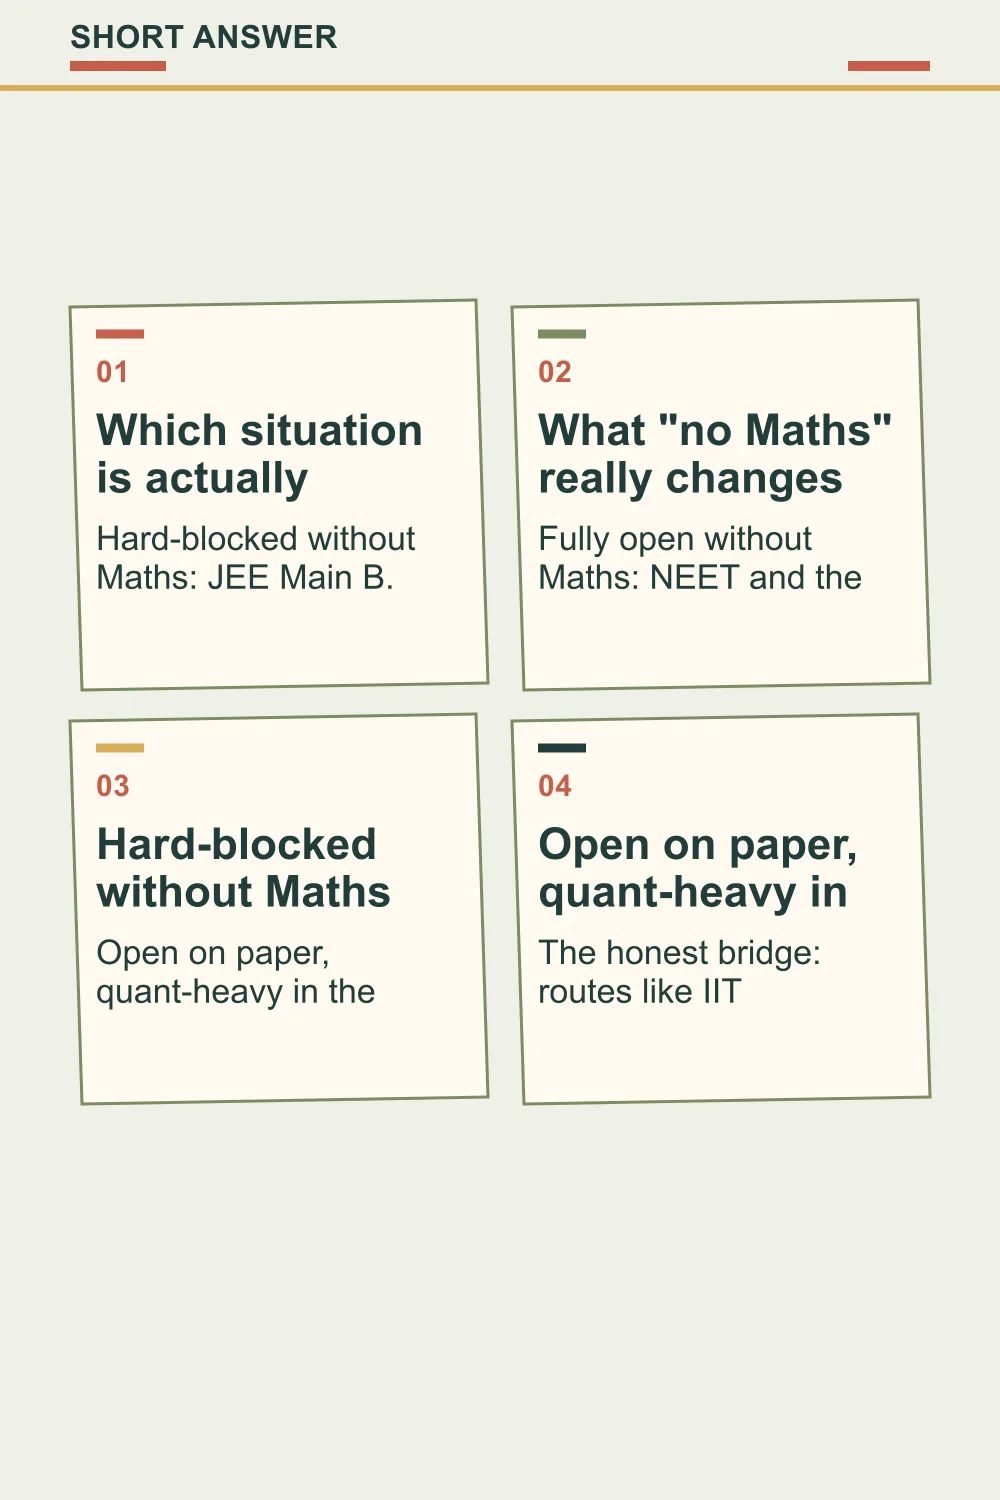 SHORT ANSWER
01
Which situation
is actually
Hard-blocked without
Maths: JEE Main B.
02
What "no Maths"
really changes
Fully open without
Maths: NEET and the
03
Hard-blocked
without Maths
Open on paper,
quant-heavy in the
04
Open on paper,
quant-heavy in
The honest bridge:
routes like IIT